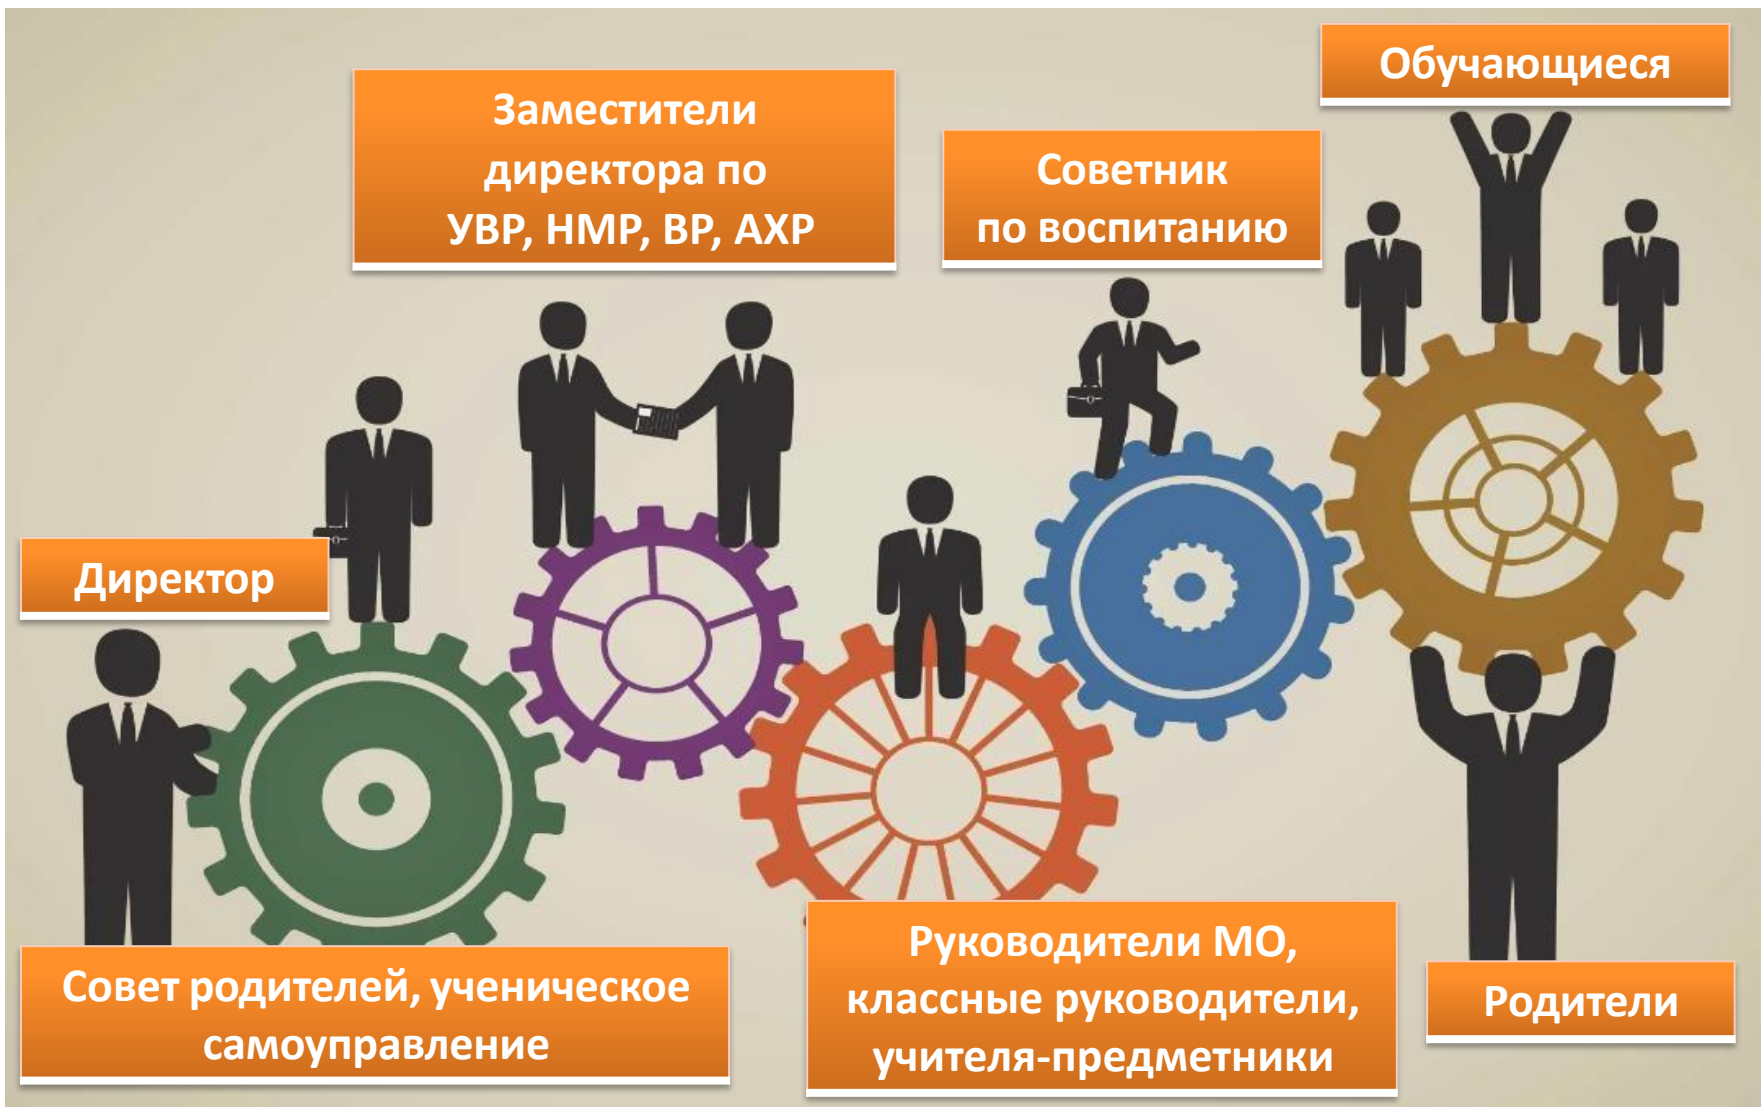 Обучающиеся
Заместители
директора по
УВР, НМР, ВР, АХР
Советник
по воспитанию
Директор
Совет родителей, ученическое
самоуправление
Руководители МО,
классные руководители,
учителя-предметники
Родители